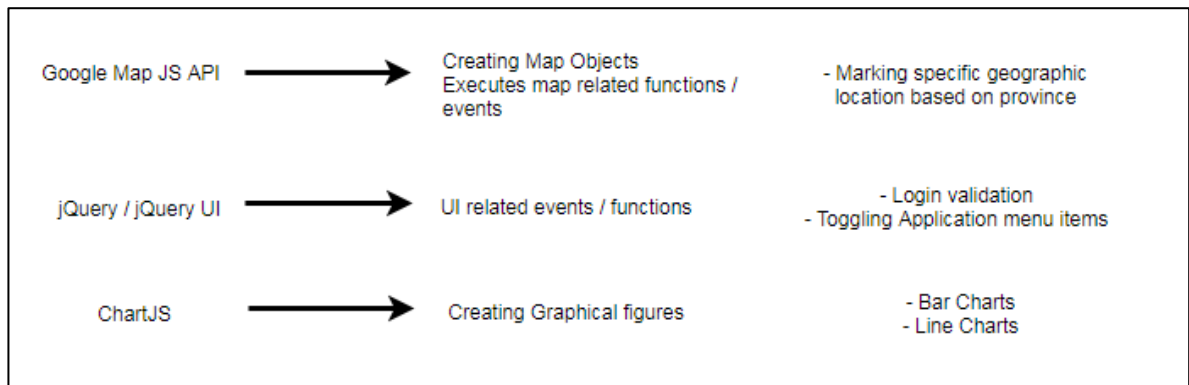 Google Map JS API
Creating Map Objects
Executes map related functions /
events
- Marking specific geographic
location based on province
jQuery / jQuery UI
UI related events / functions
- Login validation
- Toggling Application menu items
ChartJS
Creating Graphical figures
- Bar Charts
- Line Charts